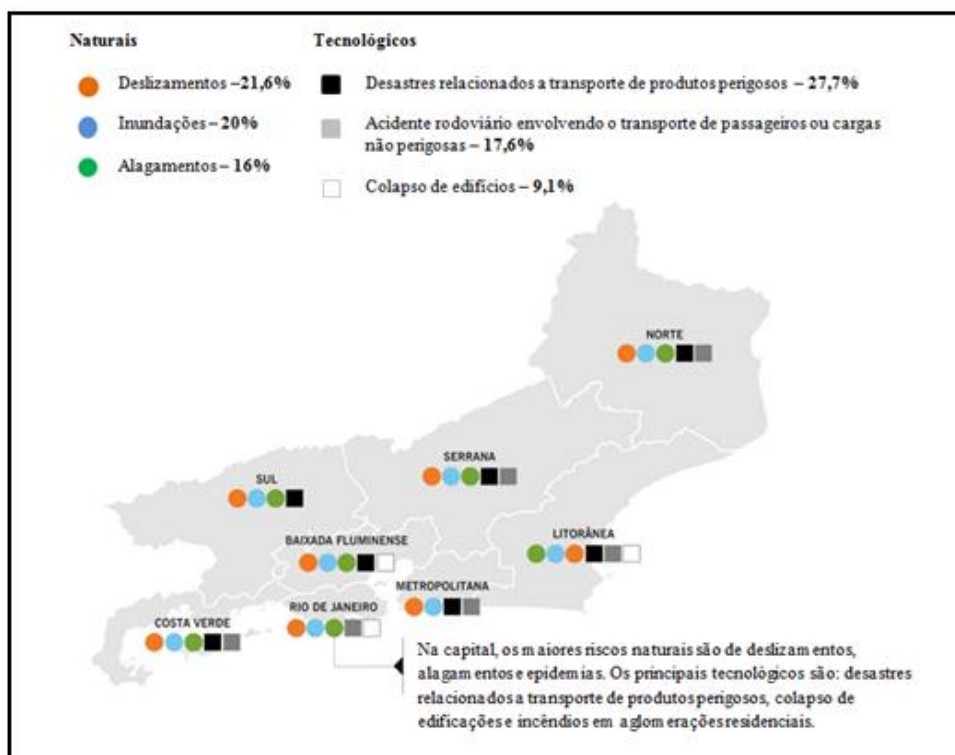 Naturais
Tecnológicos
Deslizamentos –21,6%
Desastres relacionados a transporte de produtos perigosos – 27,7%
Inundações – 20%
Acidente rodoviário envolvendo o transporte de passageiros ou cargas
não perigosas – 17,6%
Alagamentos – 16%
Colapso de edifícios – 9,1%
NORTE
SERRANA
SUL
LITORÂNEA
BAIXADA FLUMINENSE
METROPOLITANA
RIO DE JANEIRO
COSTA VERDE
Na capital, os maiores riscos naturais são de deslizamentos,
alagamentos e epidemias. Os principais tecnológicos são: desastres
relacionados a transporte de produtos perigosos, colapso de
edificações e incêndios em aglomerações residenciais.